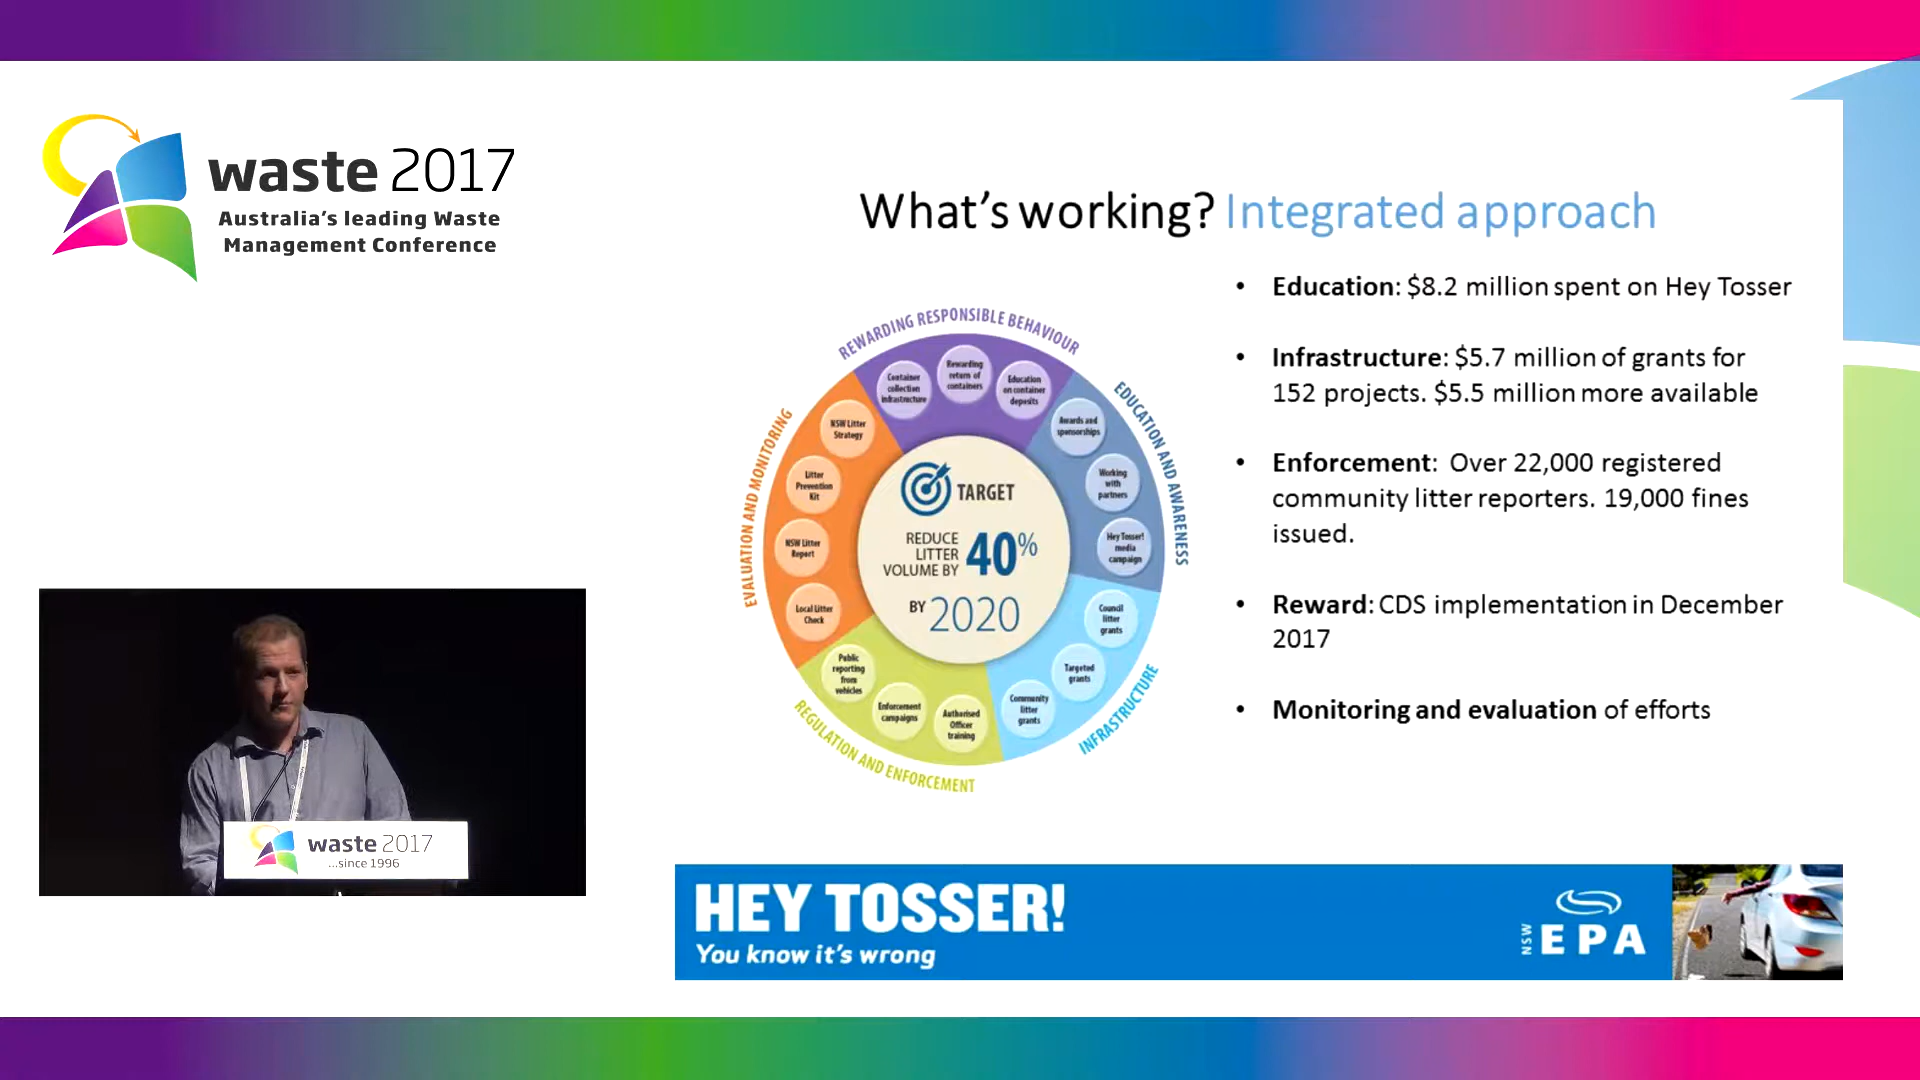 waste 2017
Australia's leading Waste
Management Conference
What's working? Integrated approach
• Education: $8.2 million spent on Hey Tosser
• Infrastructure: $5.7 million of grants for
152 projects. $5.5 million more available
• Enforcement: Over 22,000 registered
community litter reporters. 19,000 fines
issued.
• Reward: CDS implementation in December
2017
• Monitoring and evaluation of efforts
REWARDING RESPONSIBLE BEHAVIOUR
Container
collection
infrastructure
Rewarding
return of
containers
Education
on container
deposits
EDUCATION AND AWARENESS
Awards and
sponsorships
Working
with
partners
Hey Tosser!
media
campaign
INFRASTRUCTURE
Council
litter
grants
Targeted
grants
Community
litter
grants
REGULATION AND ENFORCEMENT
Authorised
Officer
training
Enforcement
campaigns
Public
reporting
from
vehicles
EVALUATION AND MONITORING
Local Litter
Check
NSW Litter
Report
Litter
Prevention
Kit
NSW Litter
Strategy
TARGET
REDUCE
LITTER
VOLUME BY
40%
BY 2020
waste 2017
...since 1996
HEY TOSSER!
You know it's wrong
NSW EPA